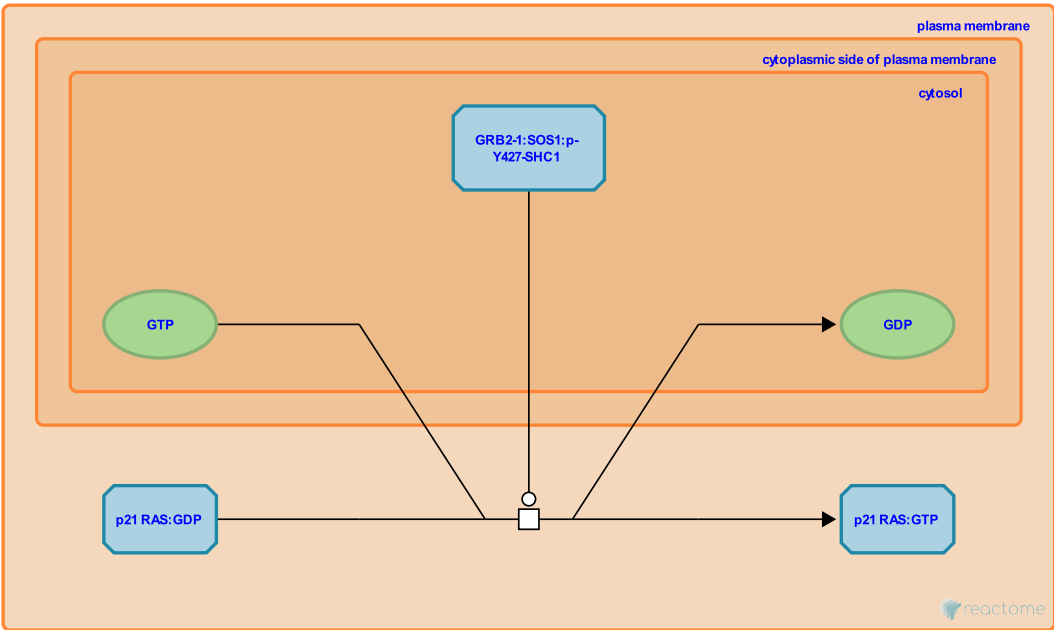 plasma membrane
cytoplasmic side of plasma membrane
cytosol
GRB2-1:SOS1:p-
Y427-SHC1
GTP
GDP
p21 RAS:GDP
p21 RAS:GTP
reactome